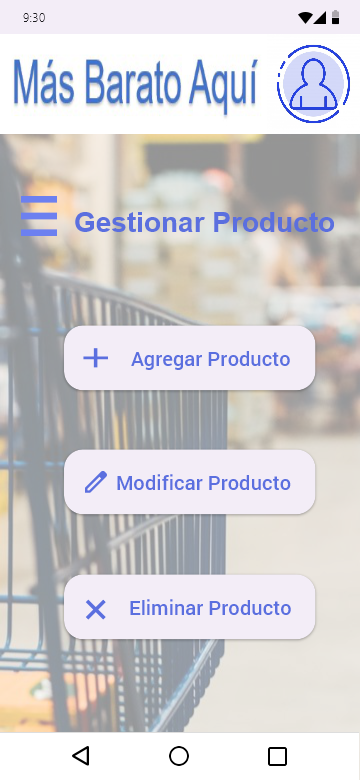 9:30
Más Barato Aquí
Gestionar Producto
Agregar Producto
Modificar Producto
Eliminar Producto